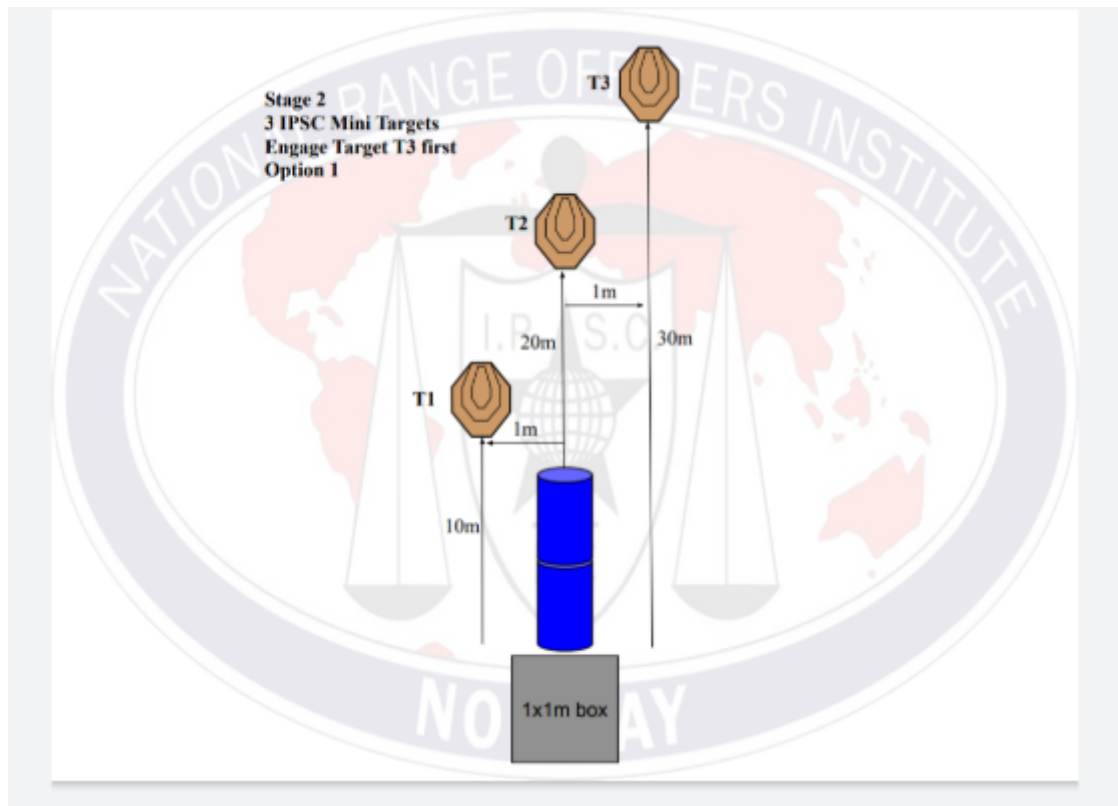 Stage 2
3 IPSC Mini Targets
Engage Target T3 first
Option 1
T3
T2
1m
20m
30m
T1
1m
10m
1x1m box
NATIONAL RANGE OFFICERS INSTITUTE
I.P.S.C.